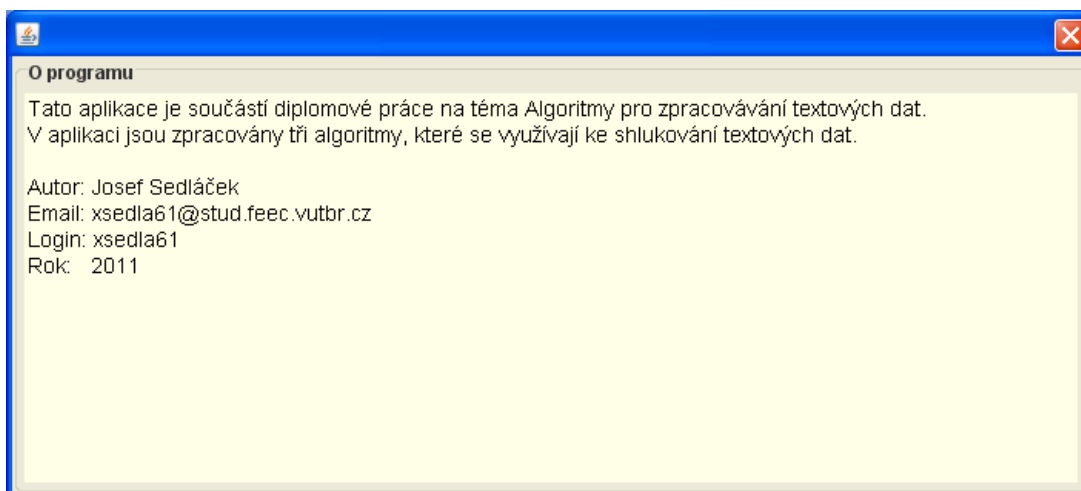 O programu
Tato aplikace je součástí diplomové práce na téma Algoritmy pro zpracovávání textových dat.
V aplikaci jsou zpracovány tři algoritmy, které se využívají ke shlukování textových dat.
Autor: Josef Sedláček
Email: xsedla61@stud.feec.vutbr.cz
Login: xsedla61
Rok: 2011